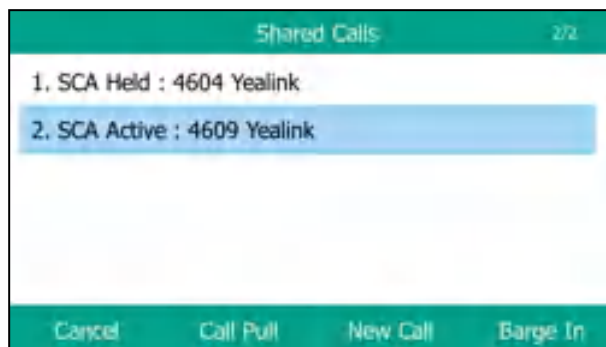 Shared Calls 2/2
1. SCA Held : 4604 Yealink
2. SCA Active : 4609 Yealink
Cancel Call Pull New Call Barge In